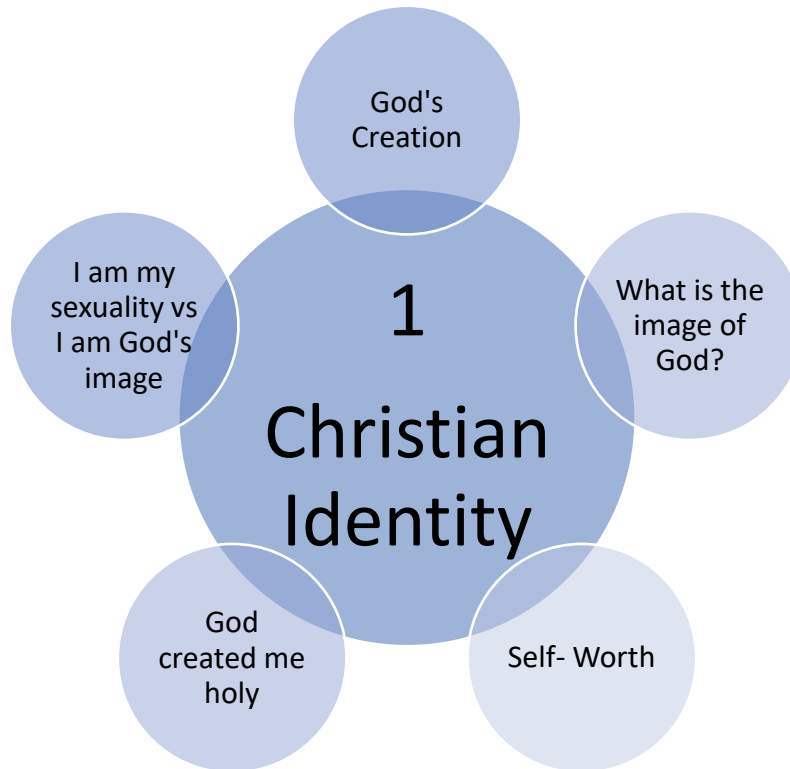 God's
Creation
I am my
sexuality vs
I am God's
image
1
Christian
Identity
What is the
image of
God?
God
created me
holy
Self- Worth